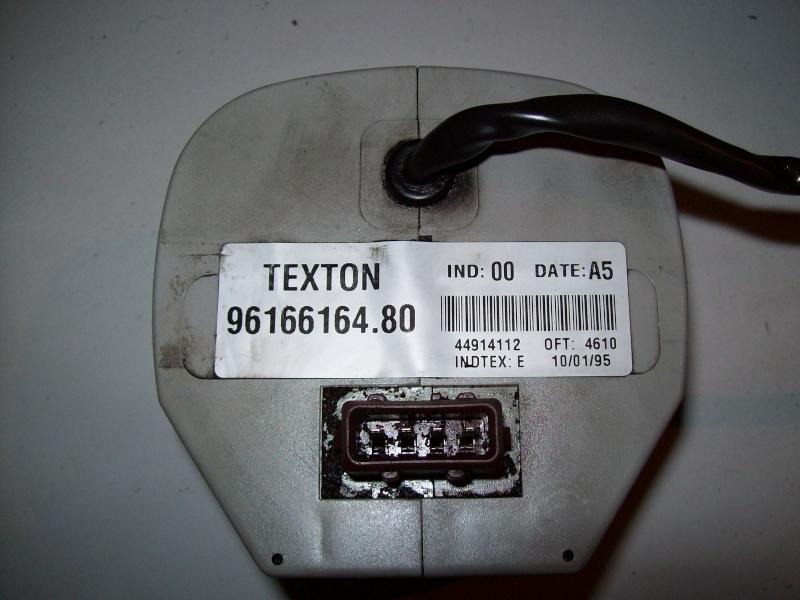 TEXTON
96166164.80
IND: 00 DATE: A5
44914112 OFT: 4610
INDTEX: E 10/01/95